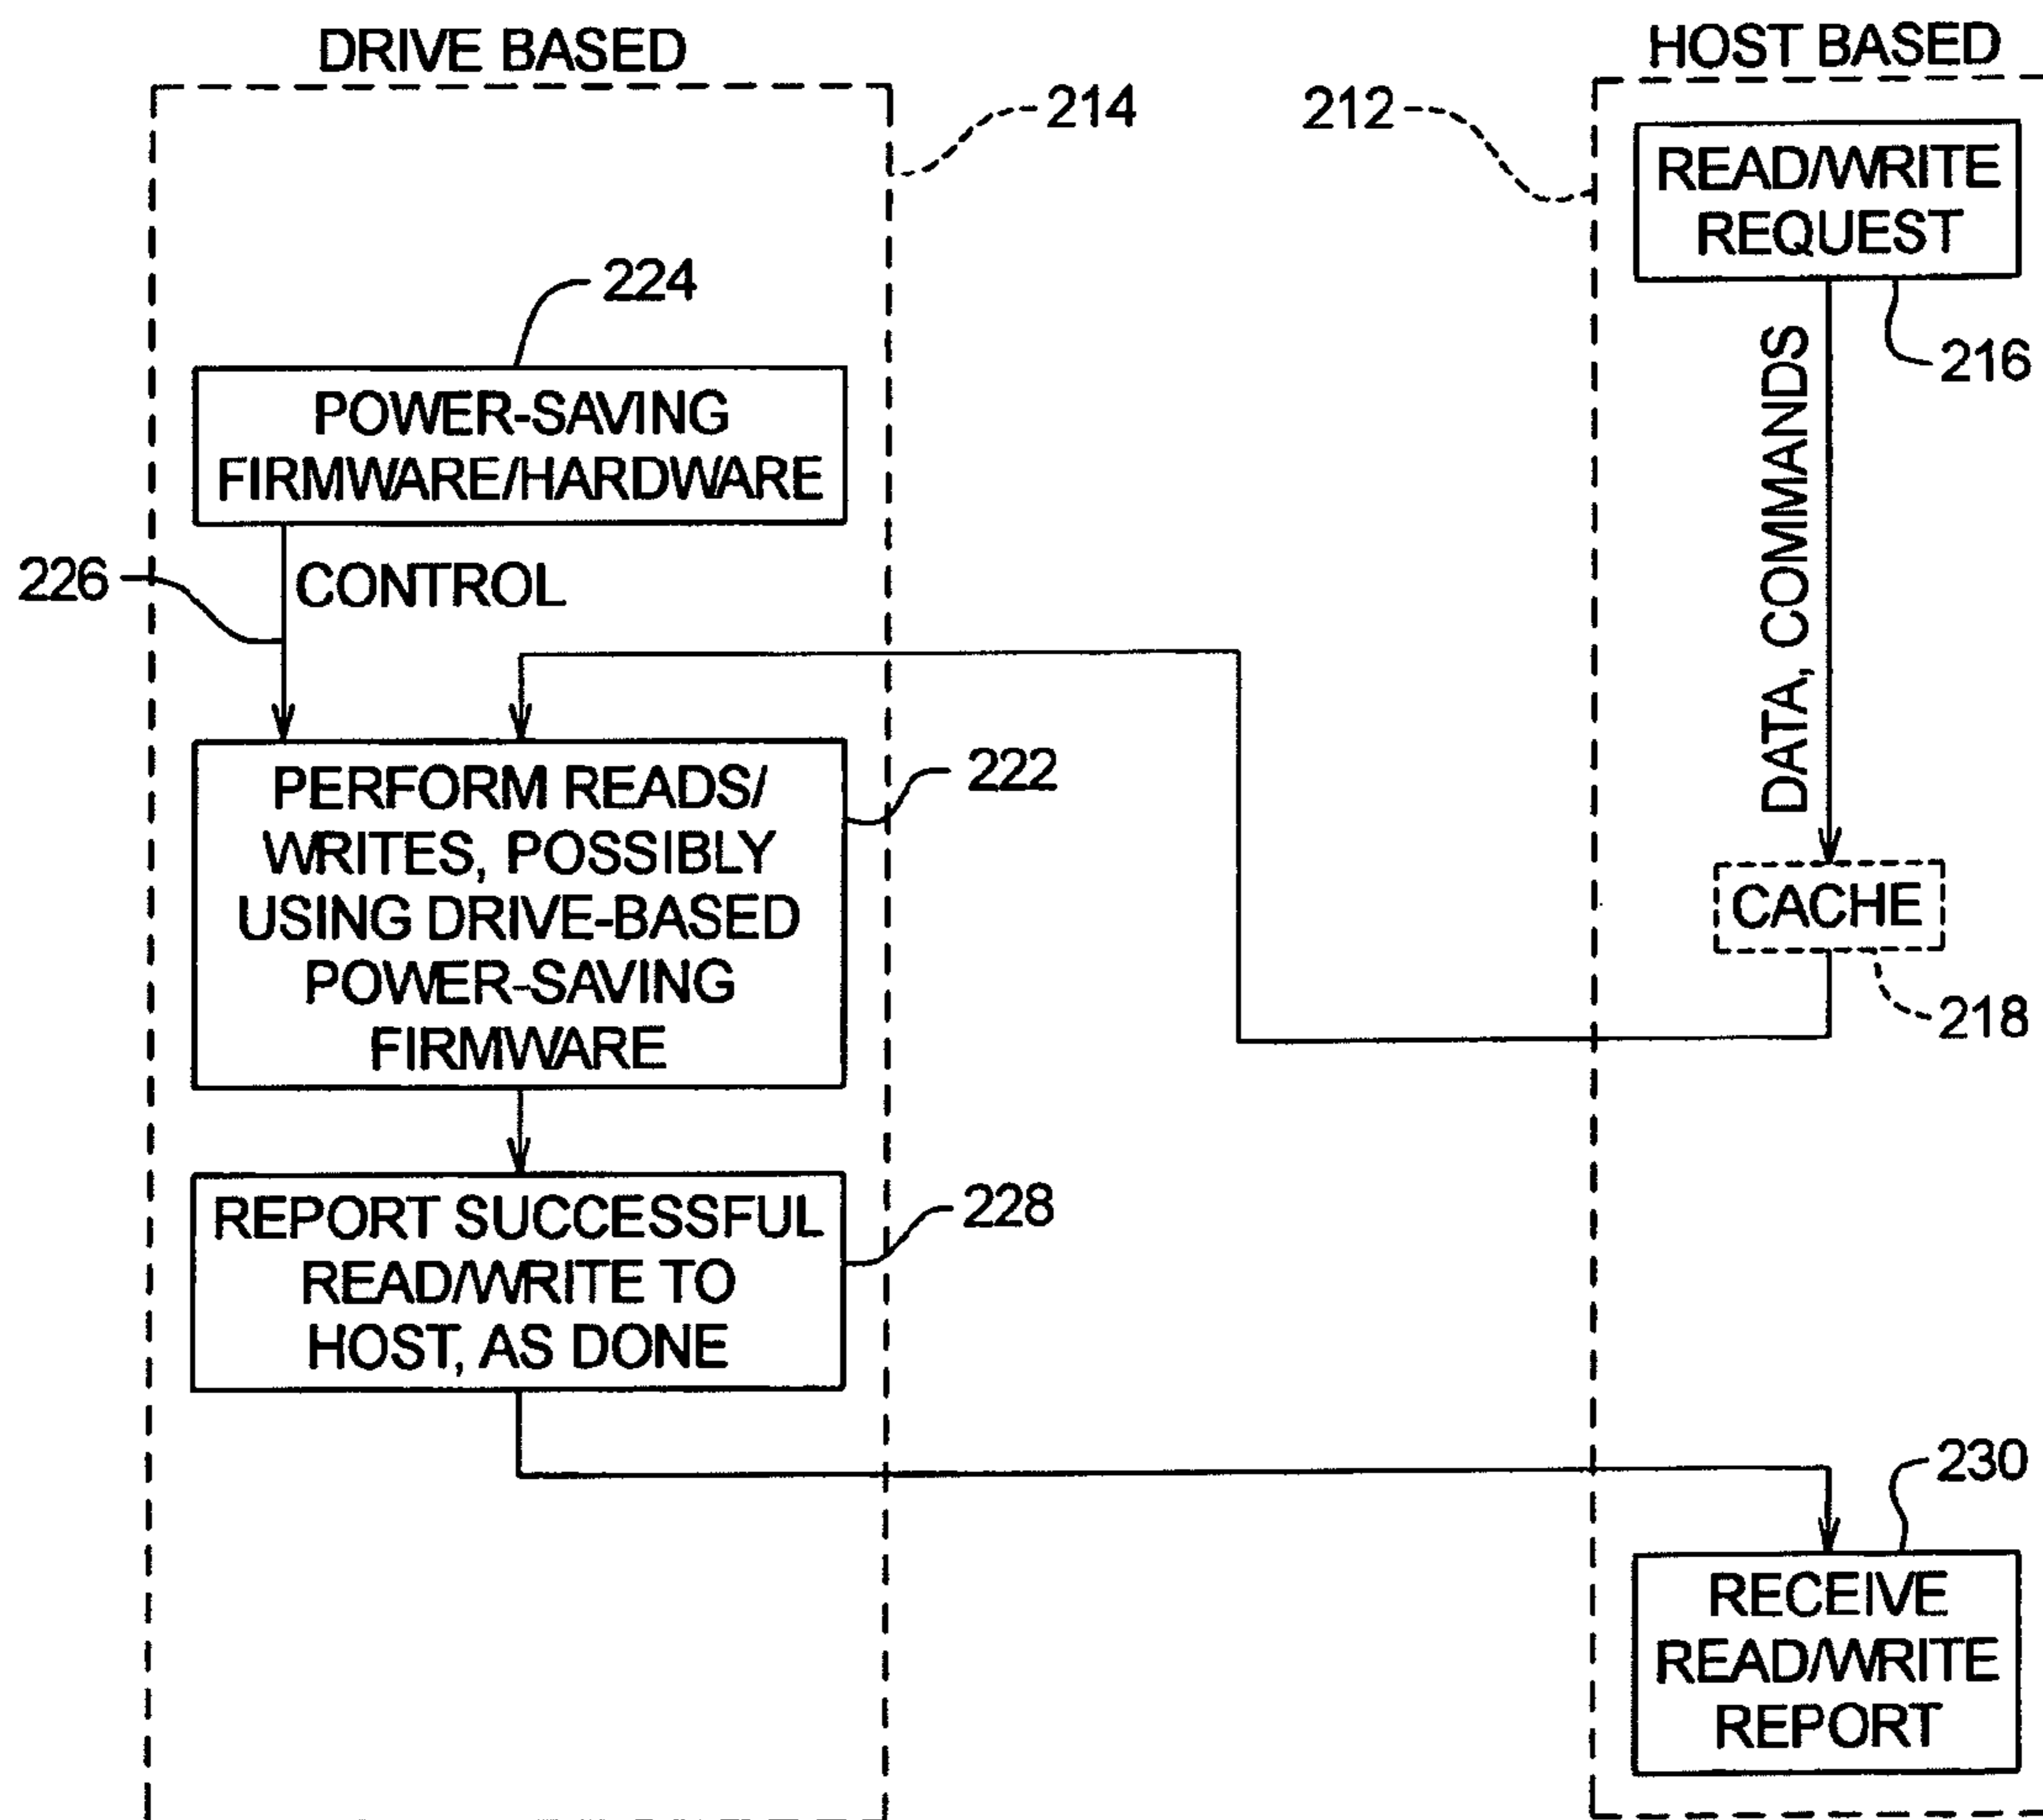 DRIVE BASED
HOST BASED
214
212
READ/WRITE
REQUEST
216
224
POWER-SAVING
FIRMWARE/HARDWARE
226
CONTROL
DATA, COMMANDS
PERFORM READS/
WRITES, POSSIBLY
USING DRIVE-BASED
POWER-SAVING
FIRMWARE
222
CACHE
218
REPORT SUCCESSFUL
READ/WRITE TO
HOST, AS DONE
228
230
RECEIVE
READ/WRITE
REPORT